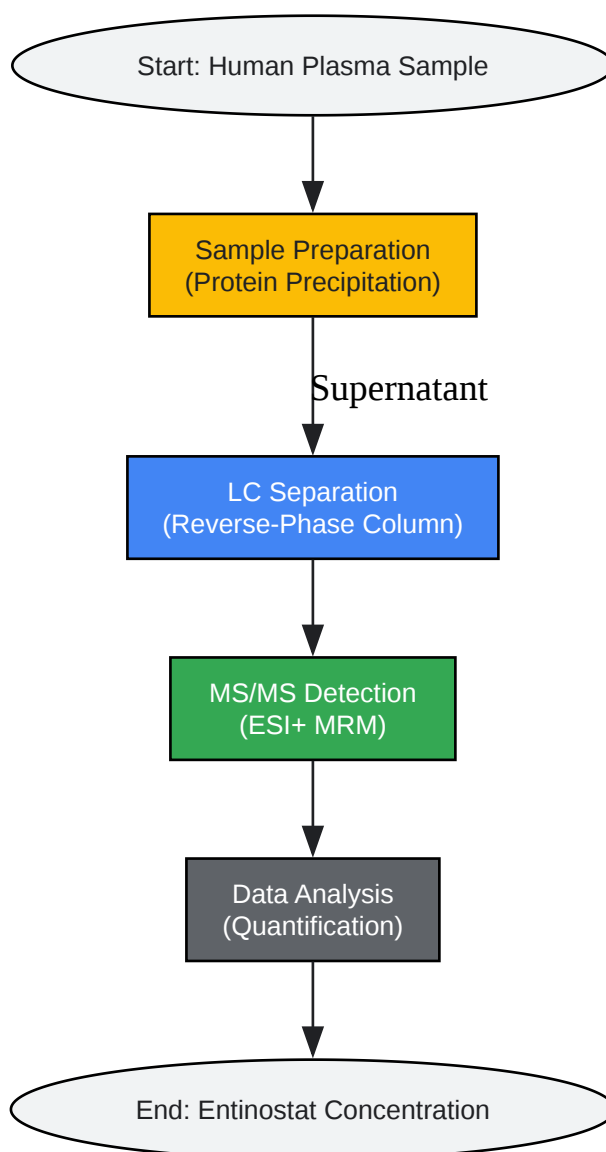 Start: Human Plasma Sample
Sample Preparation
(Protein Precipitation)
Supernatant
LC Separation
(Reverse-Phase Column)
MS/MS Detection
(ESI+ MRM)
Data Analysis
(Quantification)
End: Entinostat Concentration